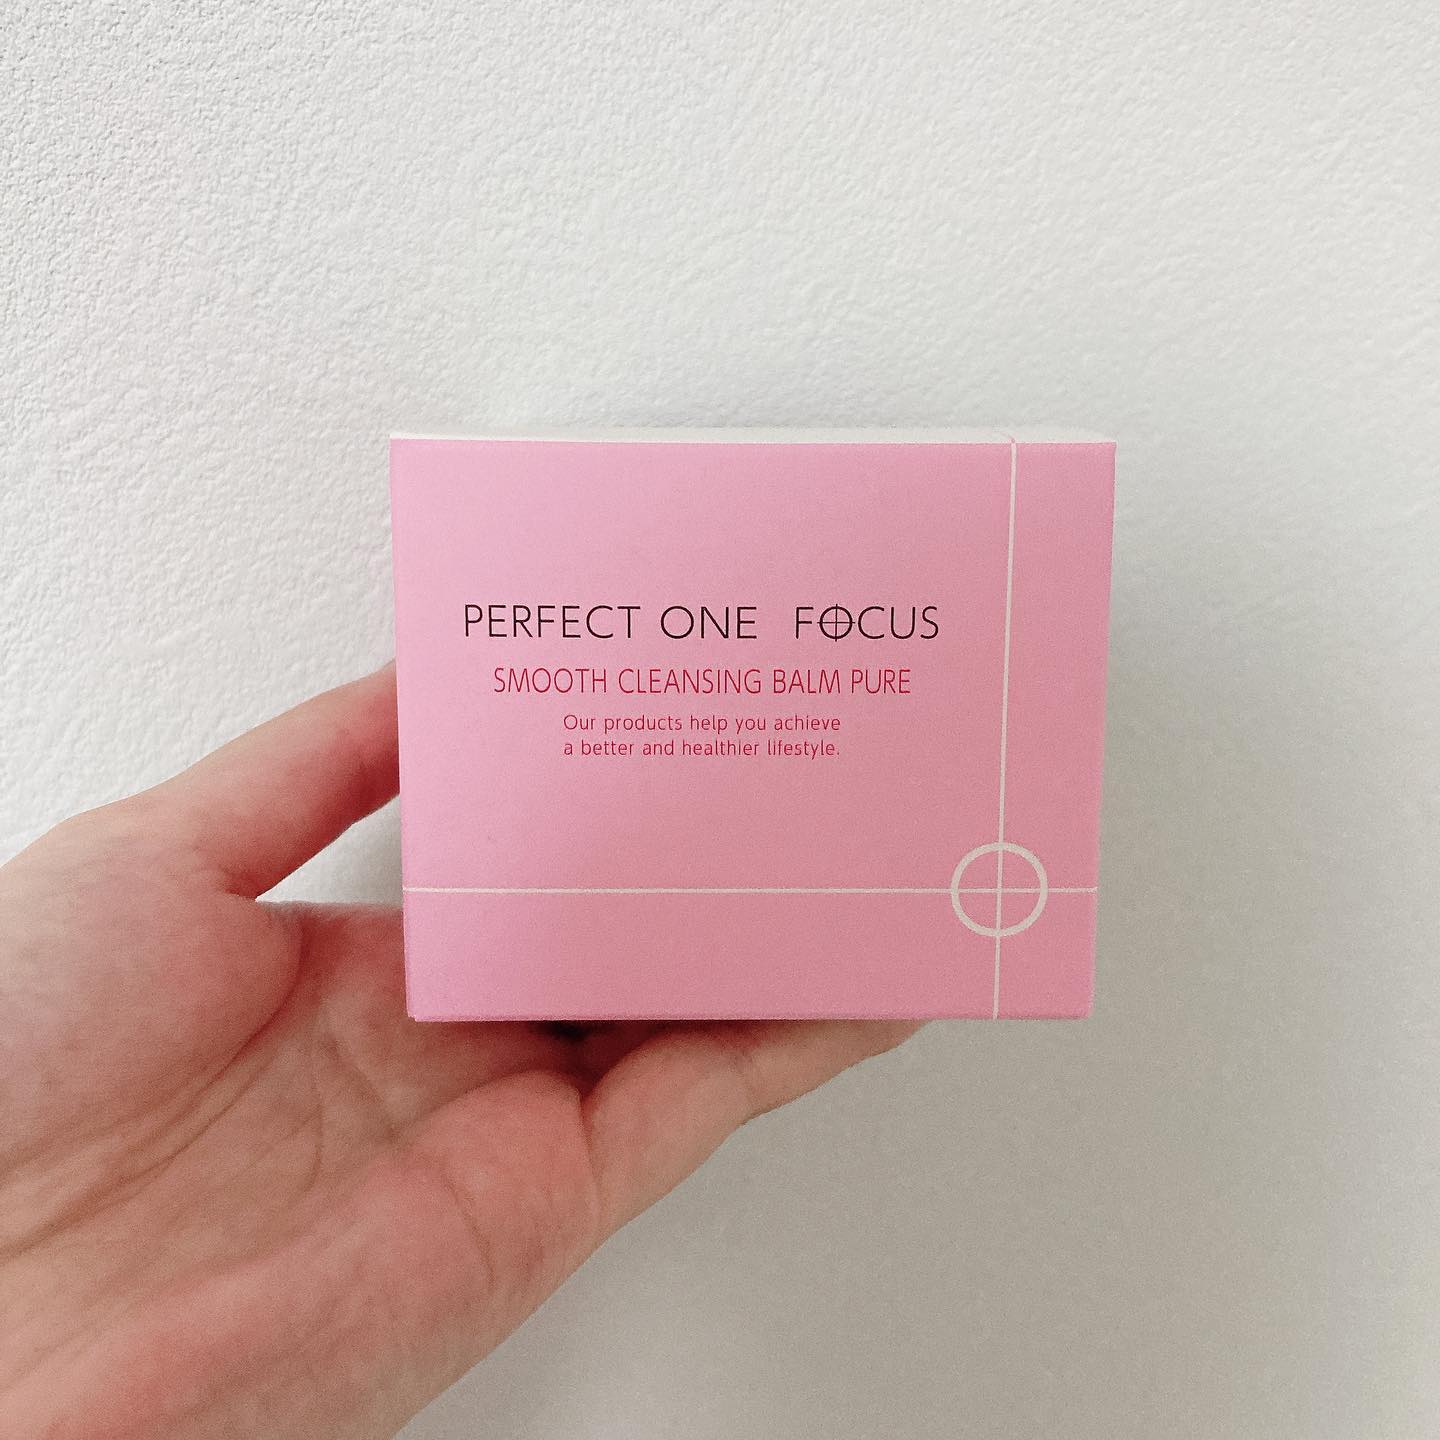 PERFECT ONE FOCUS
SMOOTH CLEANSING BALM PURE
Our products help you achieve
a better and healthier lifestyle.